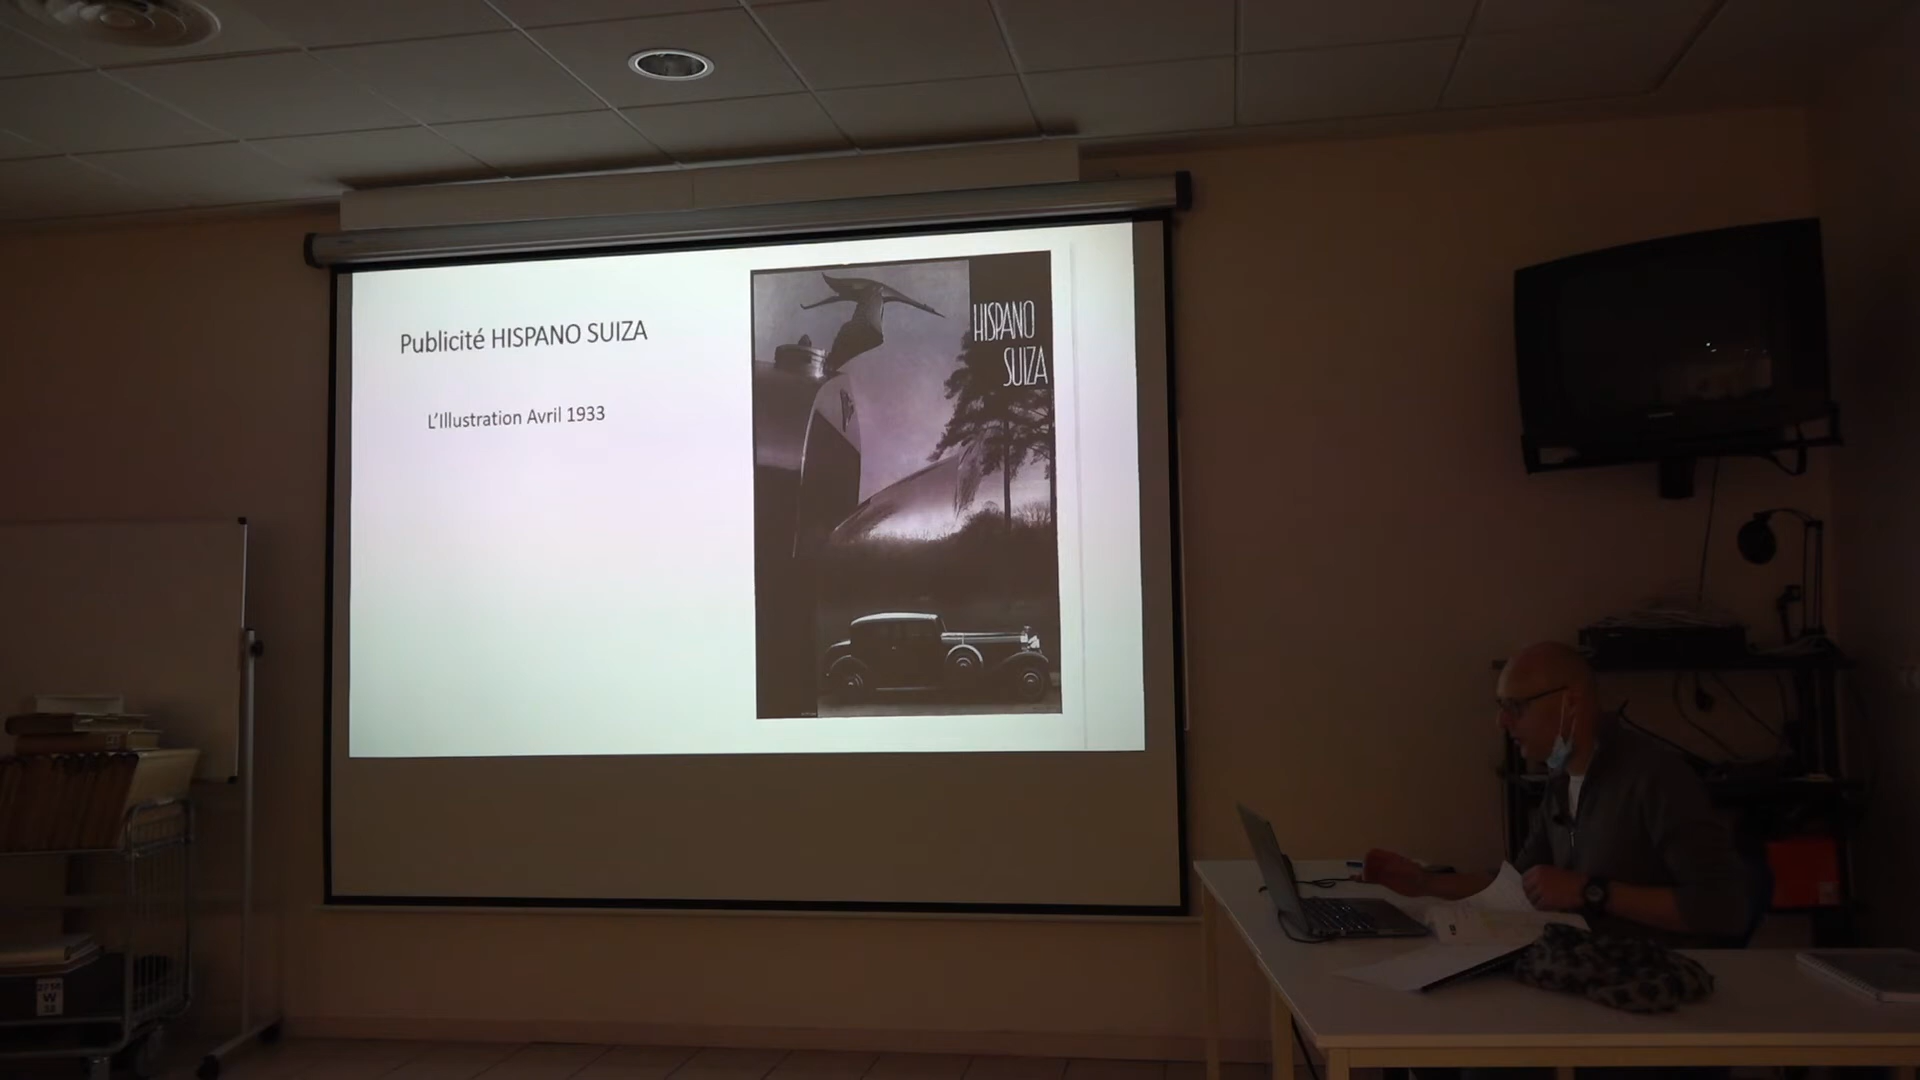 Publicité HISPANO SUIZA
L'Illustration Avril 1933
HISPANO
SUIZA
W